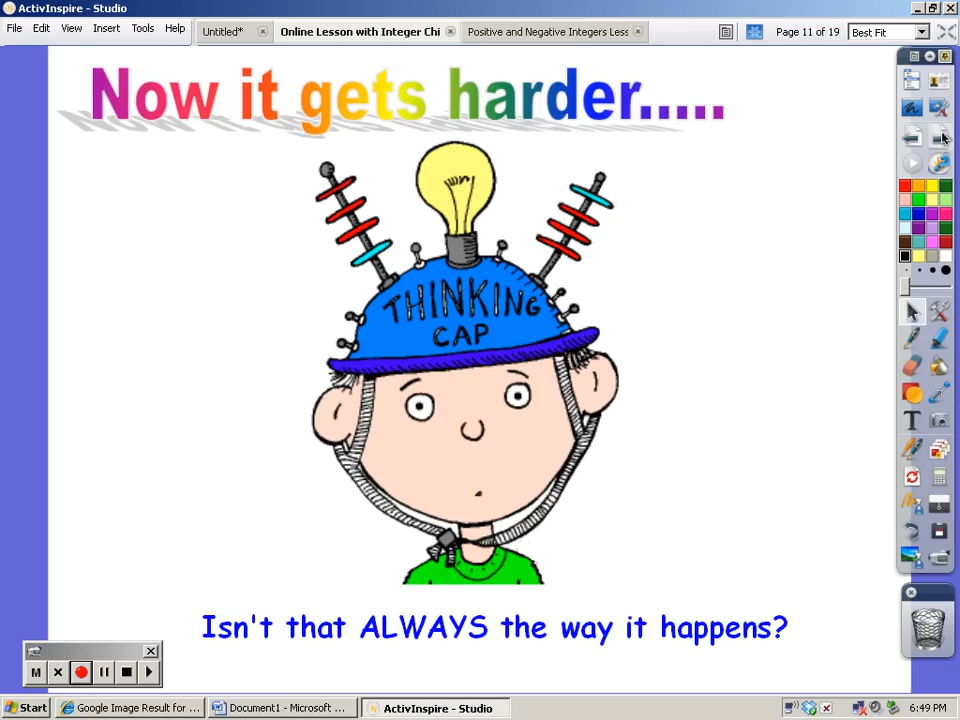 ActivInspire - Studio
File Edit View Insert Tools Help
Untitled* Online Lesson with Integer Chi Positive and Negative Integers Less Page 11 of 19 Best Fit
Now it gets harder.....
THINKING
CAP
Isn't that ALWAYS the way it happens?
M
T
Start Google Image Result for ... Document1 - Microsoft ... ActivInspire - Studio 6:49 PM